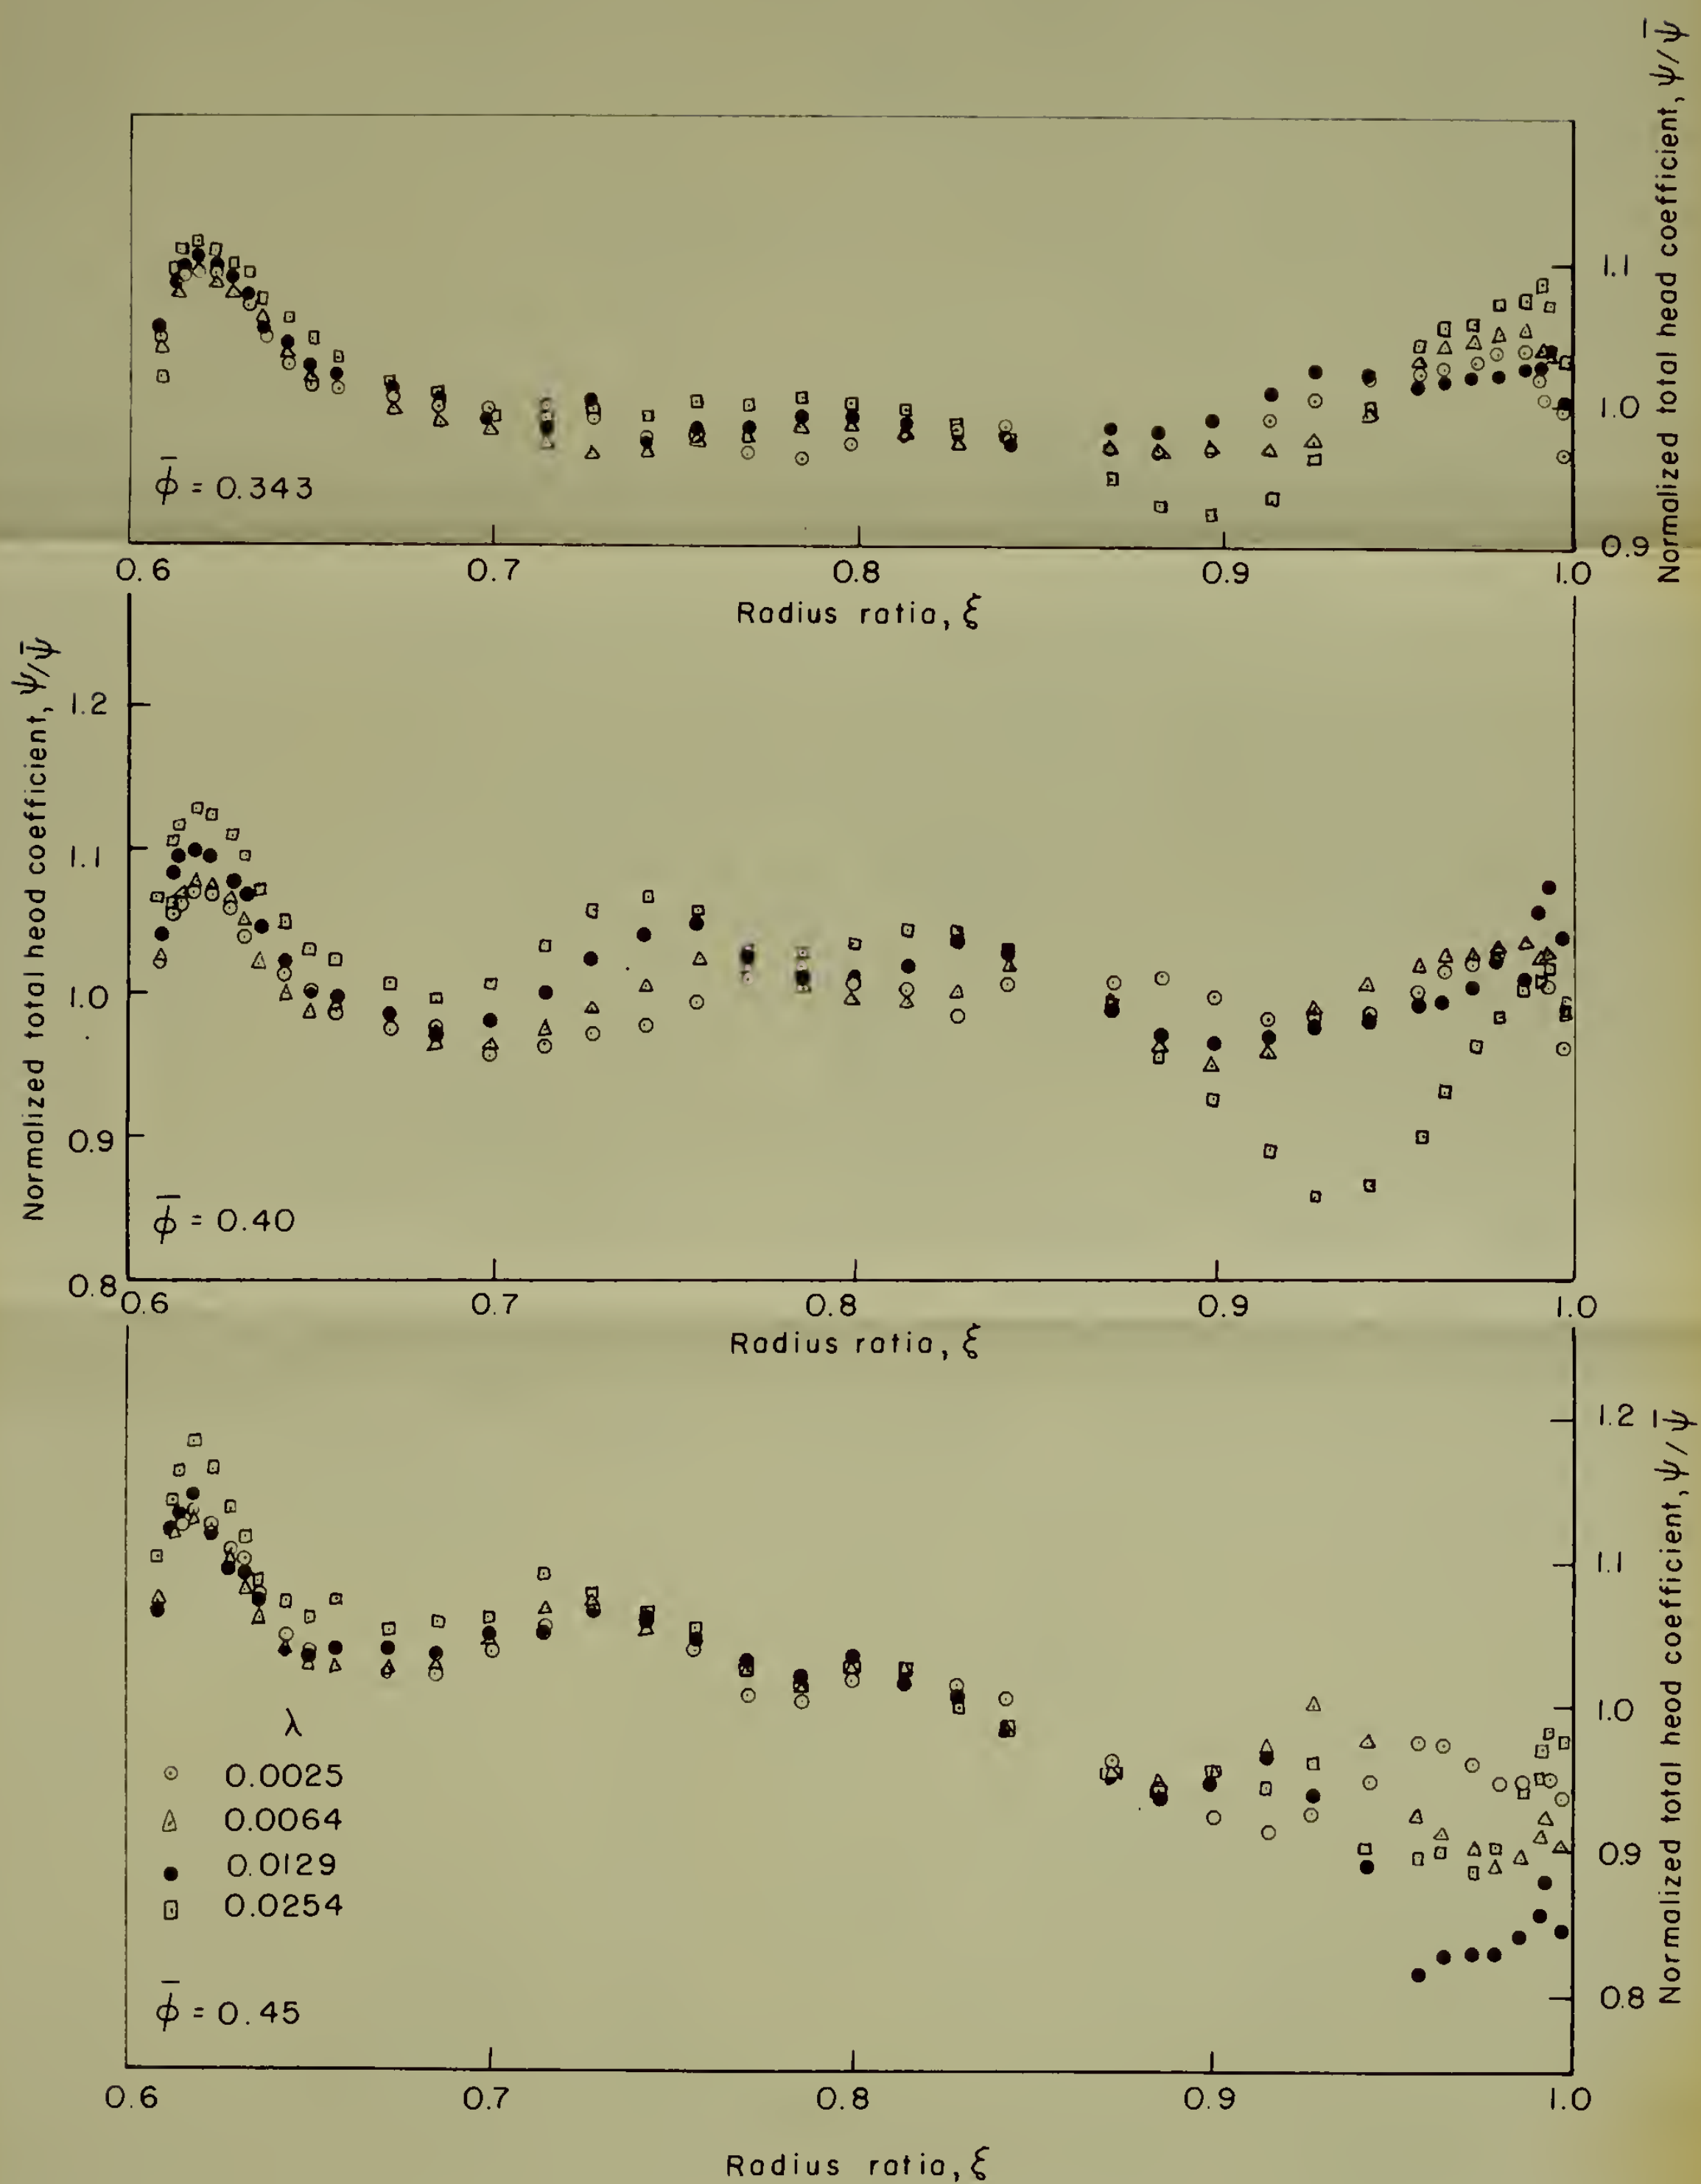 Normalized total head coefficient, ψ/ψ̅
1.1
1.0
0.9
ϕ̅ = 0.343
0.6 0.7 0.8 0.9 1.0
Radius ratio, ξ
Normalized total head coefficient, ψ/ψ̅
1.2
1.1
1.0
0.9
0.8
ϕ̅ = 0.40
0.6 0.7 0.8 0.9 1.0
Radius ratio, ξ
Normalized total head coefficient, ψ/ψ̅
1.2
1.1
1.0
0.9
0.8
λ
0.0025
0.0064
0.0129
0.0254
ϕ̅ = 0.45
0.6 0.7 0.8 0.9 1.0
Radius ratio, ξ